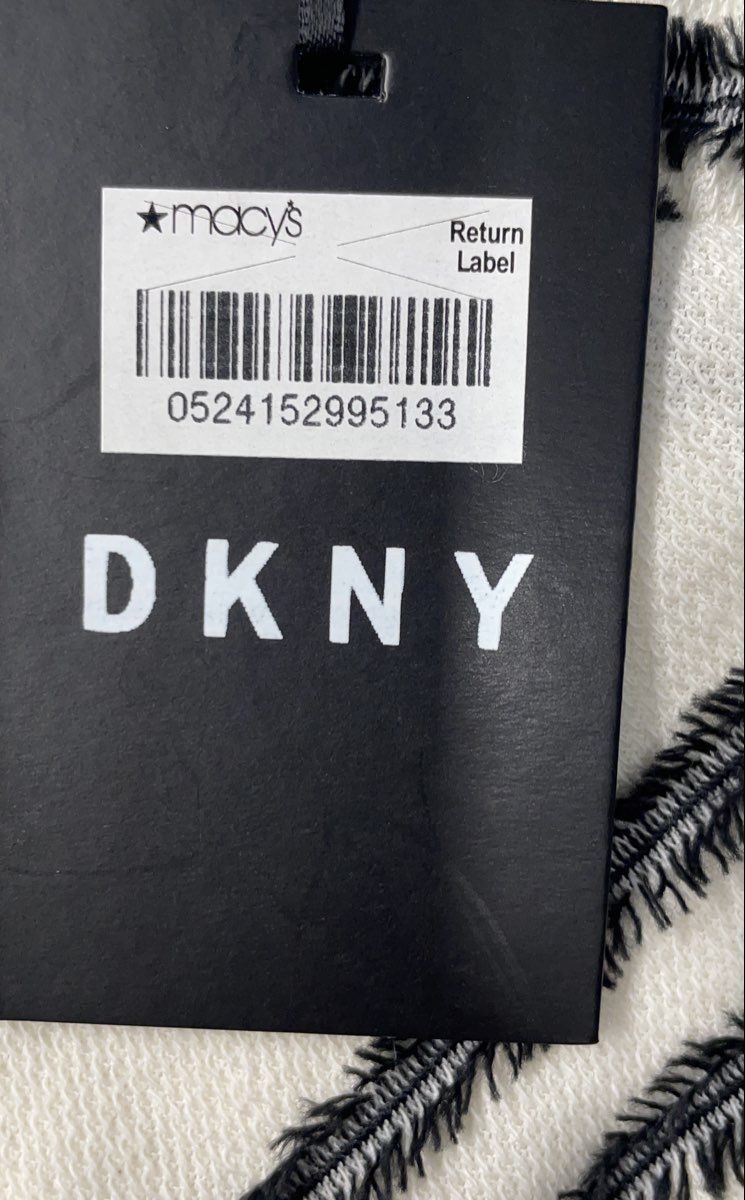 macy's
Return
Label
0524152995133
DKNY